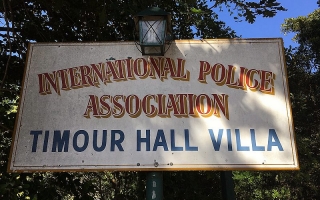 INTERNATIONAL POLICE
ASSOCIATION
TIMOUR HALL VILLA